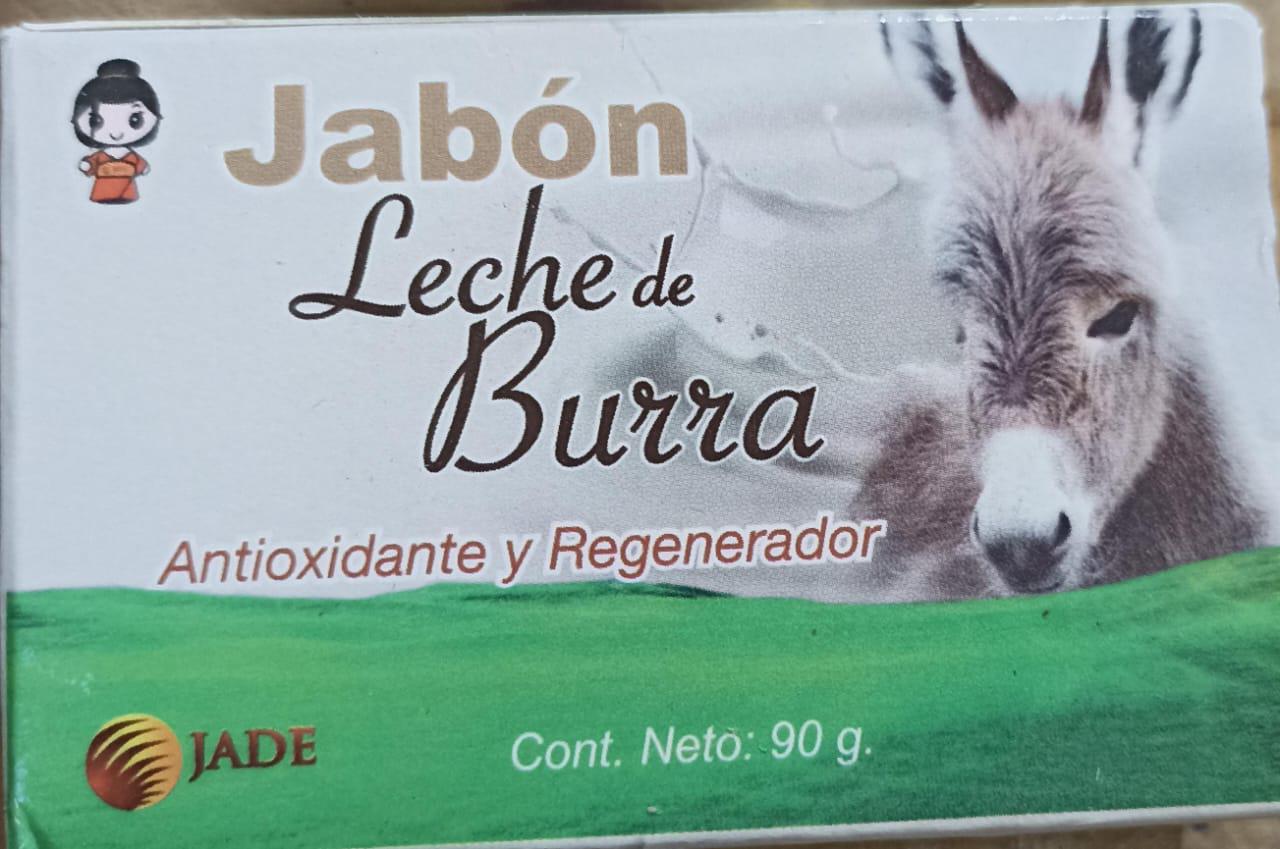 Jabón
Leche de
Burra
Antioxidante y Regenerador
JADE
Cont. Neto: 90 g.